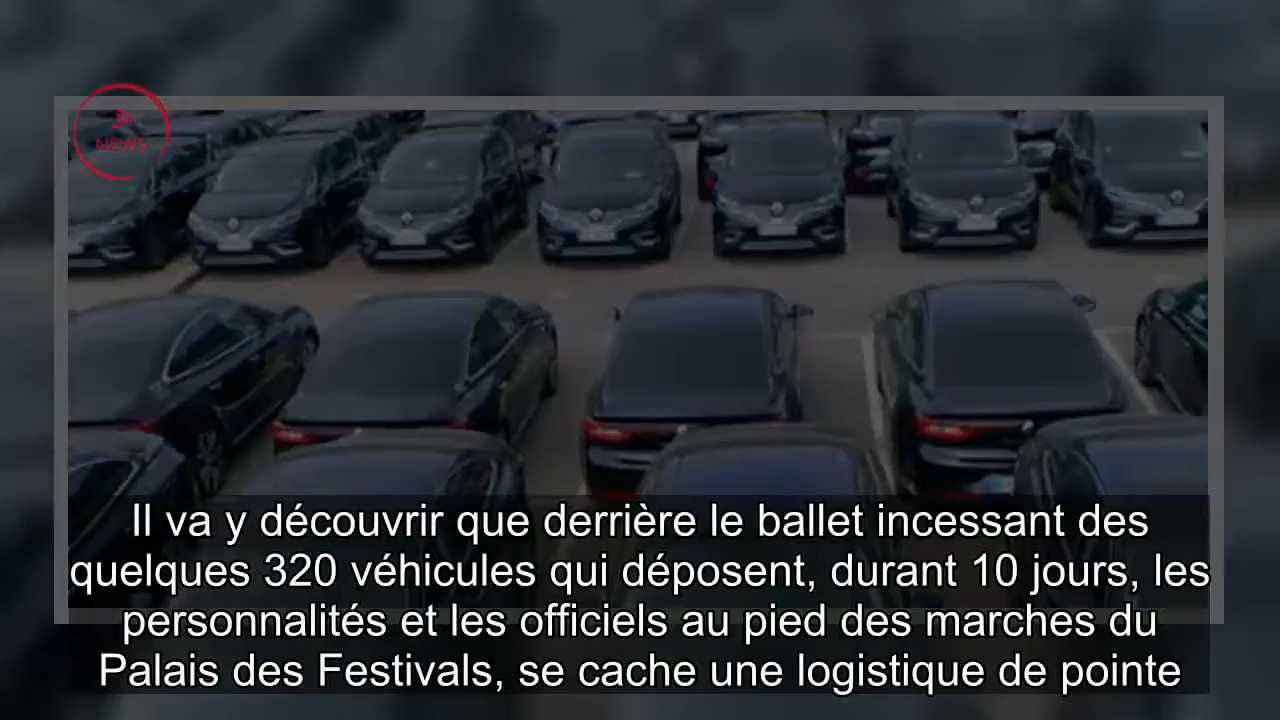 NEWS
Il va y découvrir que derrière le ballet incessant des
quelques 320 véhicules qui déposent, durant 10 jours, les
personnalités et les officiels au pied des marches du
Palais des Festivals, se cache une logistique de pointe